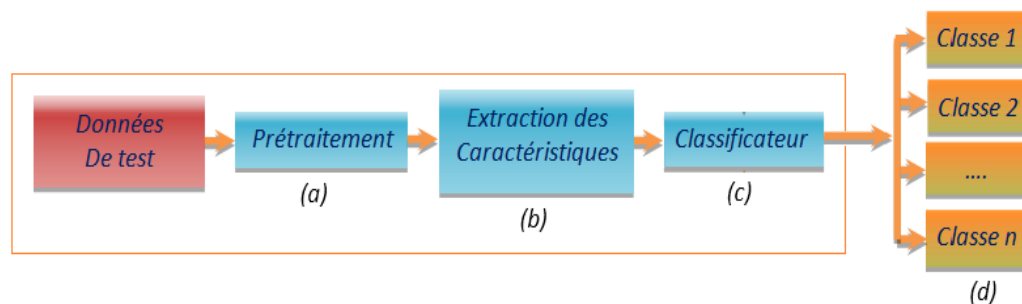 Données
De test
Prétraitement
(a)
Extraction des
Caractéristiques
(b)
Classificateur
(c)
Classe 1
Classe 2
....
Classe n
(d)